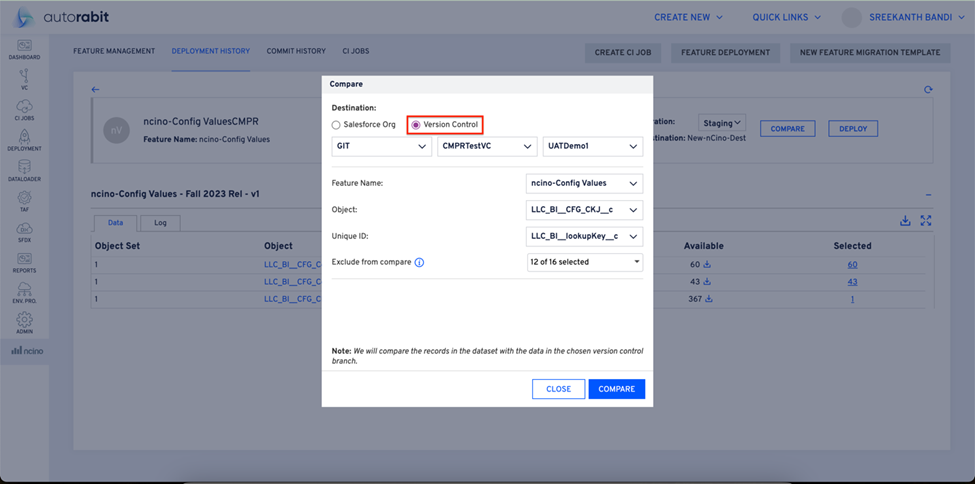 autorabit
CREATE NEW
QUICK LINKS
SREEKANTH BANDI
DASHBOARD
VC
CI JOBS
DEPLOYMENT
DATALOADER
TAF
SFDX
REPORTS
ENV. PRO.
ADMIN
ncino
FEATURE MANAGEMENT
DEPLOYMENT HISTORY
COMMIT HISTORY
CI JOBS
CREATE CI JOB
FEATURE DEPLOYMENT
NEW FEATURE MIGRATION TEMPLATE
nV
ncino-Config ValuesCMPR
Feature Name: ncino-Config Values
ration:
Staging
stination: New-nCino-Dest
COMPARE
DEPLOY
ncino-Config Values - Fall 2023 Rel - v1
Data
Log
Object Set
Object
Available
Selected
1
LLC_BI__CFG_CK
60
60
1
LLC_BI__CFG_CK
43
43
1
LLC_BI__CFG_CK
367
1
Compare
Destination:
Salesforce Org
Version Control
GIT
CMPRTestVC
UATDemo1
Feature Name:
ncino-Config Values
Object:
LLC_BI__CFG_CKJ__c
Unique ID:
LLC_BI__lookupKey__c
Exclude from compare
12 of 16 selected
Note: We will compare the records in the dataset with the data in the chosen version control
branch.
CLOSE
COMPARE